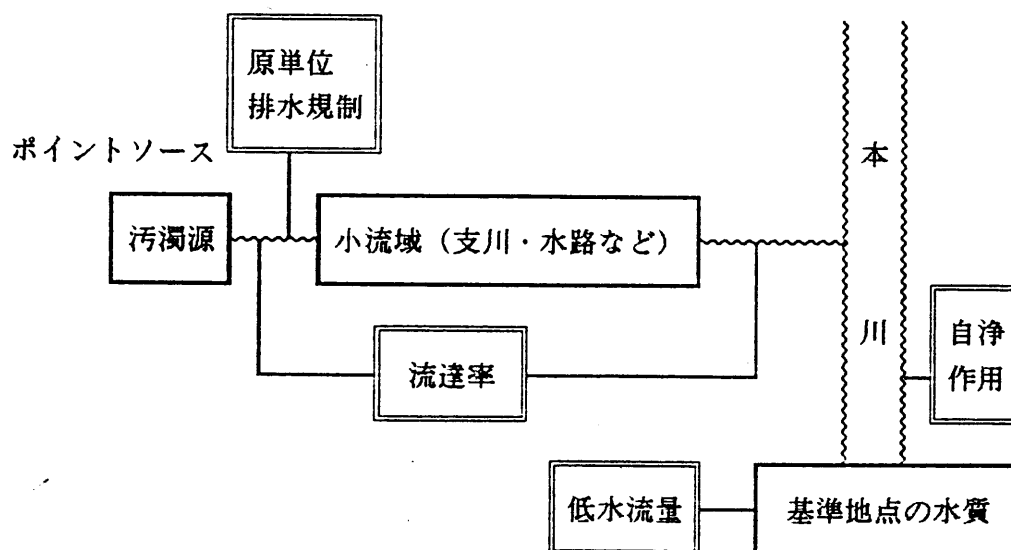 原単位
排水規制
ポイントソース
汚濁源
小流域（支川・水路など）
本
川
流達率
自浄
作用
低水流量
基準地点の水質